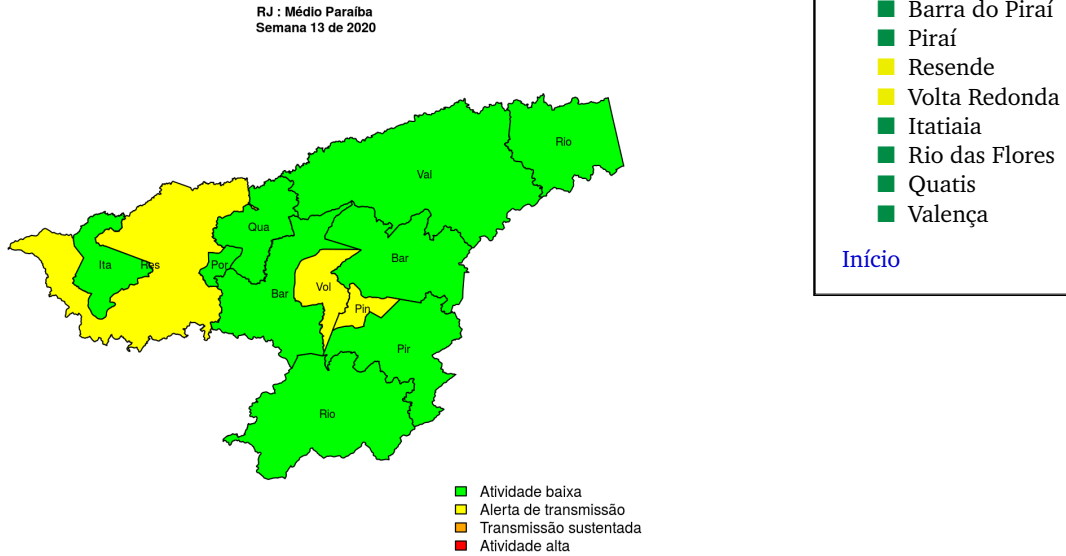 RJ : Médio Paraíba
Semana 13 de 2020
Rio
Val
Qua
Bar
Ita
Res
Por
Vol
Bar
Pin
Pir
Rio
Atividade baixa
Alerta de transmissão
Transmissão sustentada
Atividade alta
Barra do Piraí
Piraí
Resende
Volta Redonda
Itatiaia
Rio das Flores
Quatis
Valença
Início